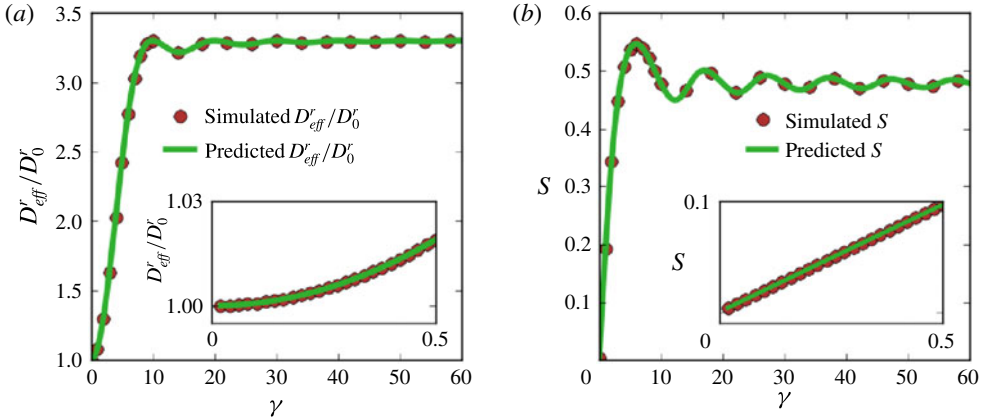 (a)
3.5
3.0
2.5
2.0
1.5
1.0
D^r_eff/D^r_0
Simulated D^r_eff/D^r_0
Predicted D^r_eff/D^r_0
1.03
1.00
D^r_eff/D^r_0
0
0.5
0 10 20 30 40 50 60
γ
(b)
0.6
0.5
0.4
0.3
0.2
0.1
S
Simulated S
Predicted S
0.1
S
0
0.5
0 10 20 30 40 50 60
γ